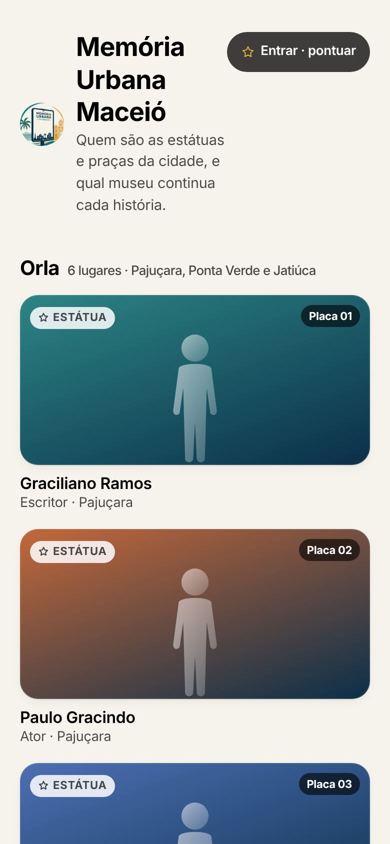 Memória
Urbana
Maceió
Entrar · pontuar
Quem são as estátuas
e praças da cidade, e
qual museu continua
cada história.
MEMÓRIA
URBANA
Orla 6 lugares · Pajuçara, Ponta Verde e Jatiúca
ESTÁTUA
Placa 01
Graciliano Ramos
Escritor · Pajuçara
ESTÁTUA
Placa 02
Paulo Gracindo
Ator · Pajuçara
ESTÁTUA
Placa 03